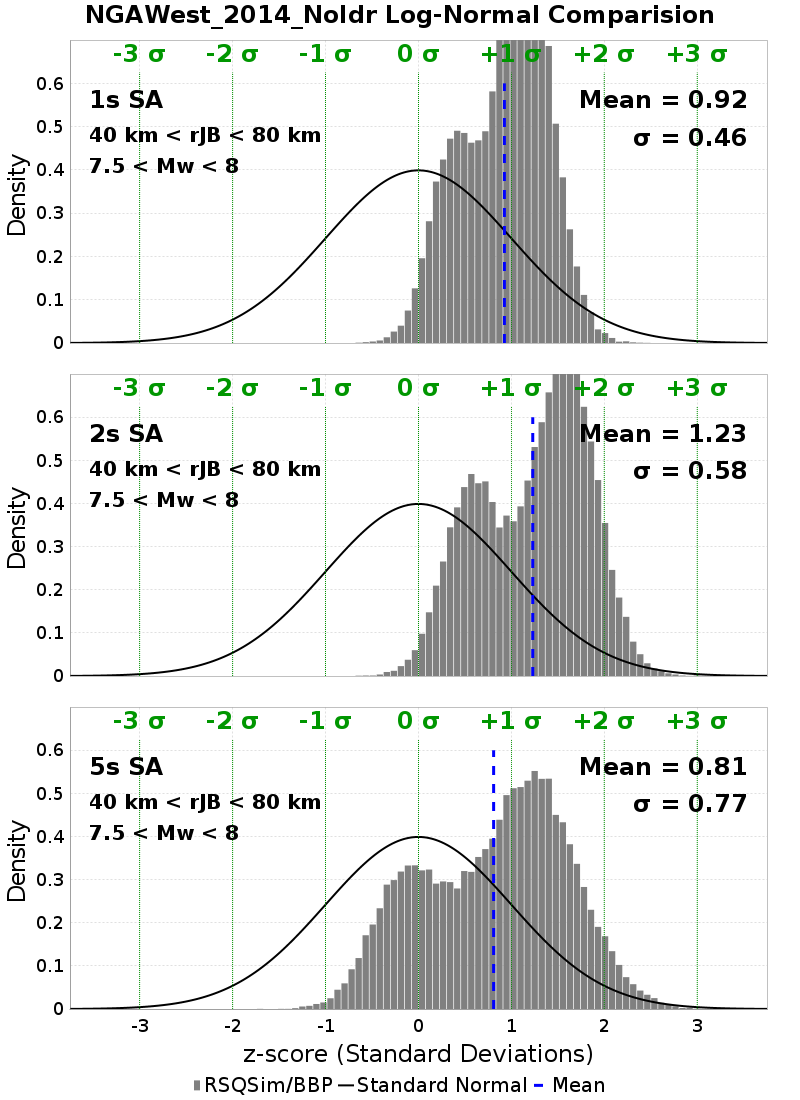 NGAWest_2014_NoIdr Log-Normal Comparision
-3 σ -2 σ -1 σ 0 σ +1 σ +2 σ +3 σ
1s SA Mean = 0.92
40 km < rJB < 80 km σ = 0.46
7.5 < Mw < 8
0.6
0.5
0.4
0.3
0.2
0.1
0
Density
-3 σ -2 σ -1 σ 0 σ +1 σ +2 σ +3 σ
2s SA Mean = 1.23
40 km < rJB < 80 km σ = 0.58
7.5 < Mw < 8
0.6
0.5
0.4
0.3
0.2
0.1
0
Density
-3 σ -2 σ -1 σ 0 σ +1 σ +2 σ +3 σ
5s SA Mean = 0.81
40 km < rJB < 80 km σ = 0.77
7.5 < Mw < 8
0.6
0.5
0.4
0.3
0.2
0.1
0
Density
-3 -2 -1 0 1 2 3
z-score (Standard Deviations)
RSQSim/BBP Standard Normal Mean